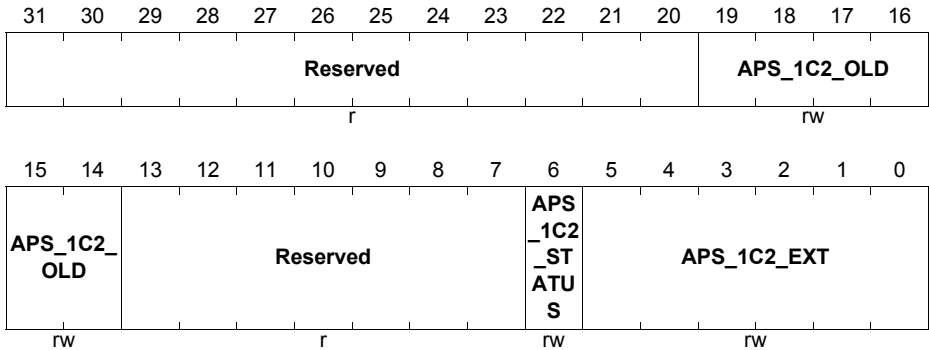 31 30 29 28 27 26 25 24 23 22 21 20 19 18 17 16
Reserved APS_1C2_OLD
r rw
15 14 13 12 11 10 9 8 7 6 5 4 3 2 1 0
APS_1C2_
OLD
Reserved
APS
_1C2
_ST
ATU
S
APS_1C2_EXT
rw r rw rw